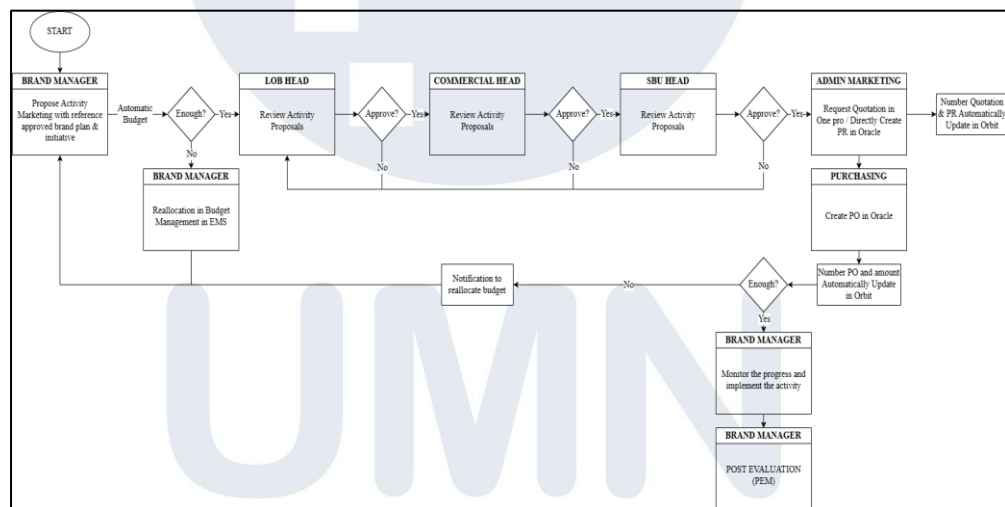 START
BRAND MANAGER
Propose Activity
Marketing with reference
approved brand plan &
initiative
Automatic
Budget
Enough?
Yes
No
BRAND MANAGER
Reallocation in Budget
Management in EMS
LOB HEAD
Review Activity
Proposals
Approve?
Yes
No
COMMERCIAL HEAD
Review Activity
Proposals
Approve?
Yes
No
SBU HEAD
Review Activity
Proposals
Approve?
Yes
No
ADMIN MARKETING
Request Quotation in
One pro / Directly Create
PR in Oracle
Number Quotation
& PR Automatically
Update in Orbit
PURCHASING
Create PO in Oracle
Number PO and amount
Automatically Update
in Orbit
Enough?
No
Notification to
reallocate budget
Yes
BRAND MANAGER
Monitor the progress and
implement the activity
BRAND MANAGER
POST EVALUATION
(PEM)
UMN